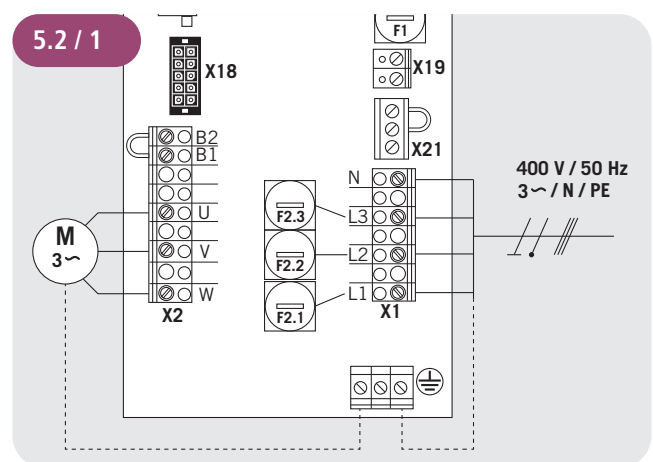 5.2 / 1
F1
X18
X19
B2
B1
X21
400 V / 50 Hz
3~ / N / PE
N
U
F2.3
L3
M
3~
V
F2.2
L2
W
F2.1
L1
X2
X1